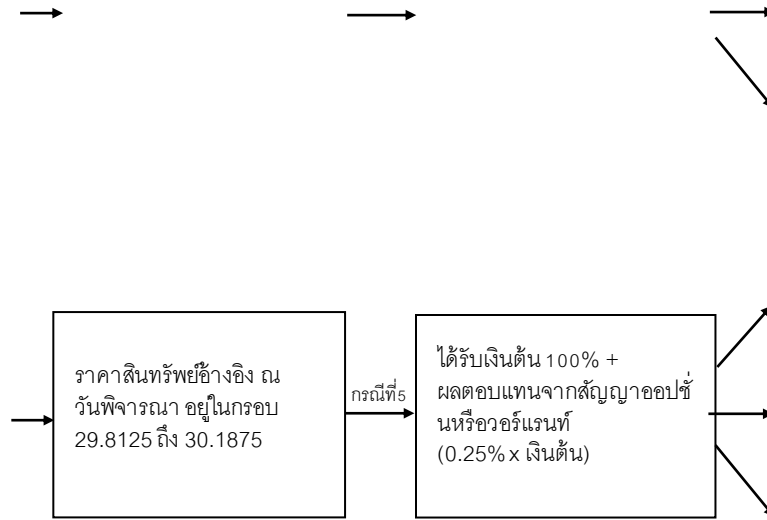 ราคาสินทรัพย์อ้างอิง ณ
วันพิจารณา อยู่ในกรอบ
29.8125 ถึง 30.1875
กรณีที่5
ได้รับเงินต้น 100% +
ผลตอบแทนจากสัญญาออปชั่
นหรือวอร์แรนท์
(0.25% x เงินต้น)